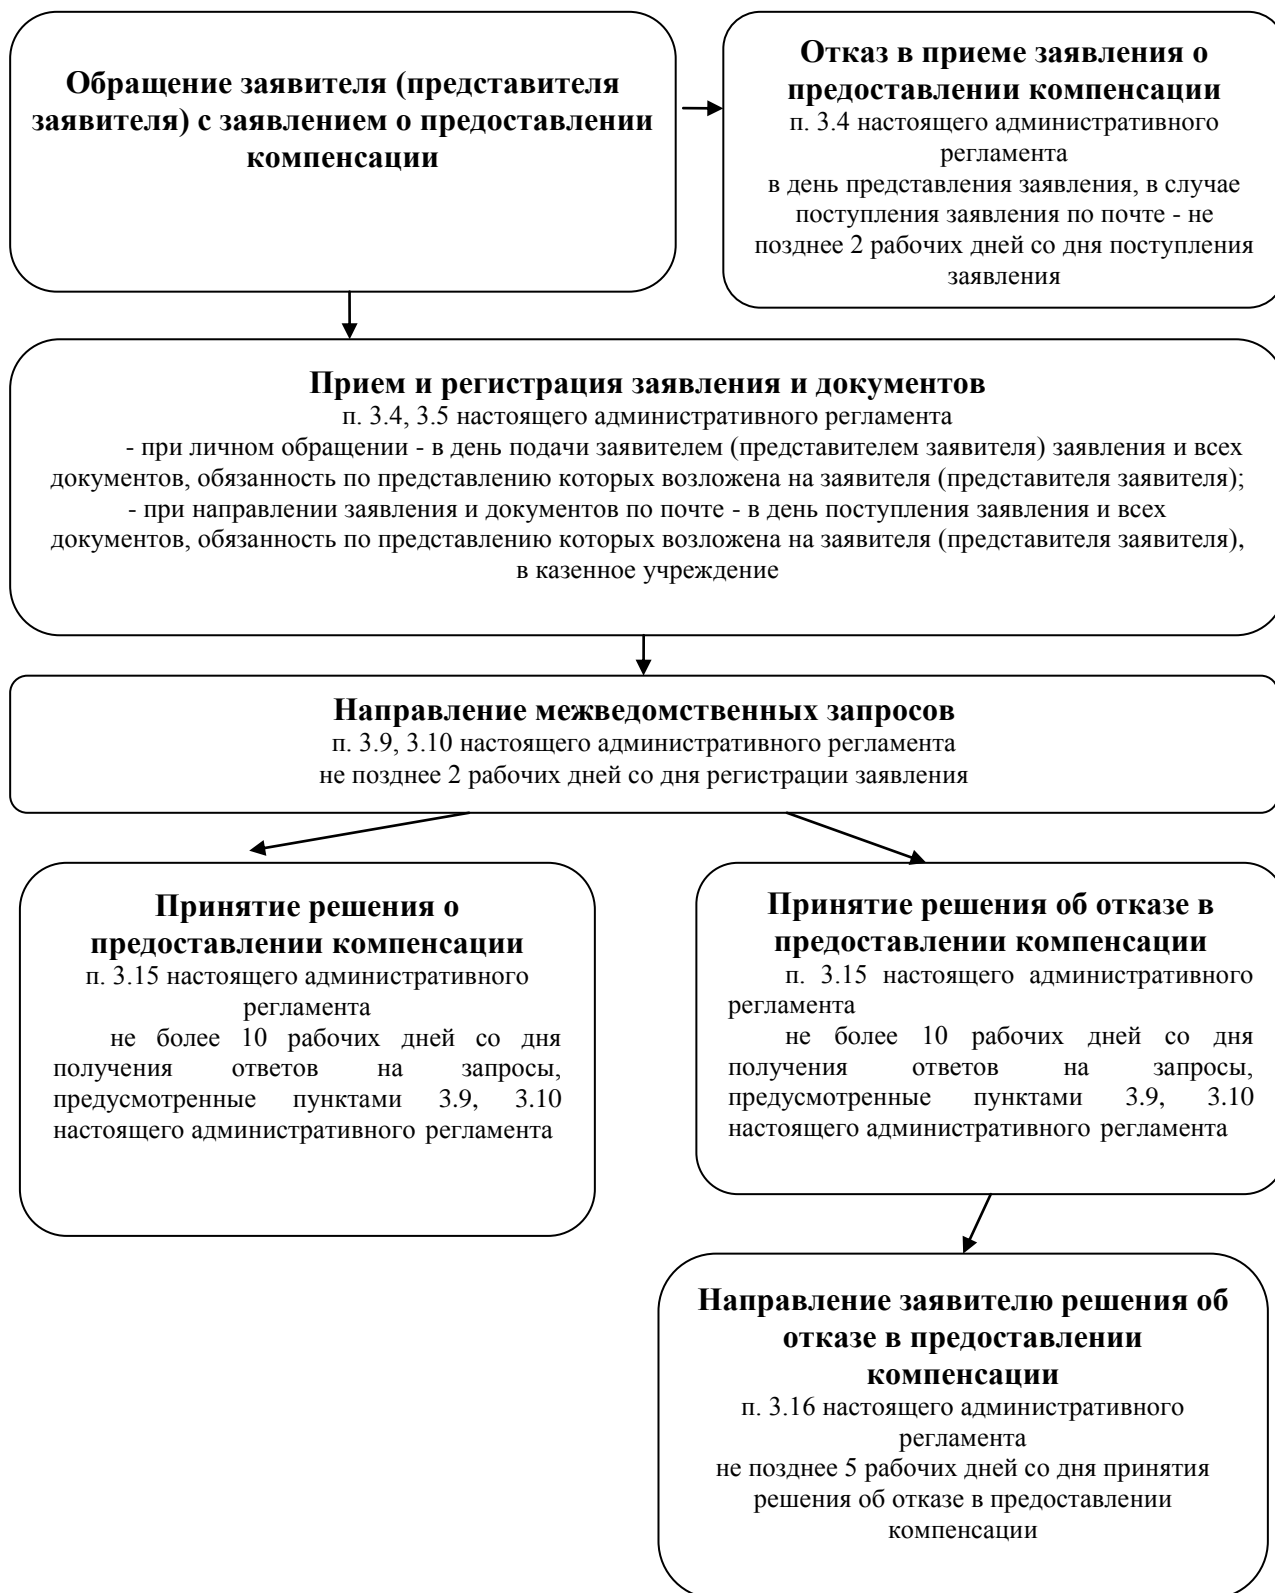 Обращение заявителя (представителя
заявителя) с заявлением о предоставлении
компенсации
Отказ в приеме заявления о
предоставлении компенсации
п. 3.4 настоящего административного
регламента
в день представления заявления, в случае
поступления заявления по почте - не
позднее 2 рабочих дней со дня поступления
заявления
Прием и регистрация заявления и документов
п. 3.4, 3.5 настоящего административного регламента
- при личном обращении - в день подачи заявителем (представителем заявителя) заявления и всех
документов, обязанность по представлению которых возложена на заявителя (представителя заявителя);
- при направлении заявления и документов по почте - в день поступления заявления и всех
документов, обязанность по представлению которых возложена на заявителя (представителя заявителя),
в казенное учреждение
Направление межведомственных запросов
п. 3.9, 3.10 настоящего административного регламента
не позднее 2 рабочих дней со дня регистрации заявления
Принятие решения о
предоставлении компенсации
п. 3.15 настоящего административного
регламента
не более 10 рабочих дней со дня
получения ответов на запросы,
предусмотренные пунктами 3.9, 3.10
настоящего административного регламента
Принятие решения об отказе в
предоставлении компенсации
п. 3.15 настоящего административного
регламента
не более 10 рабочих дней со дня
получения ответов на запросы,
предусмотренные пунктами 3.9, 3.10
настоящего административного регламента
Направление заявителю решения об
отказе в предоставлении
компенсации
п. 3.16 настоящего административного
регламента
не позднее 5 рабочих дней со дня принятия
решения об отказе в предоставлении
компенсации